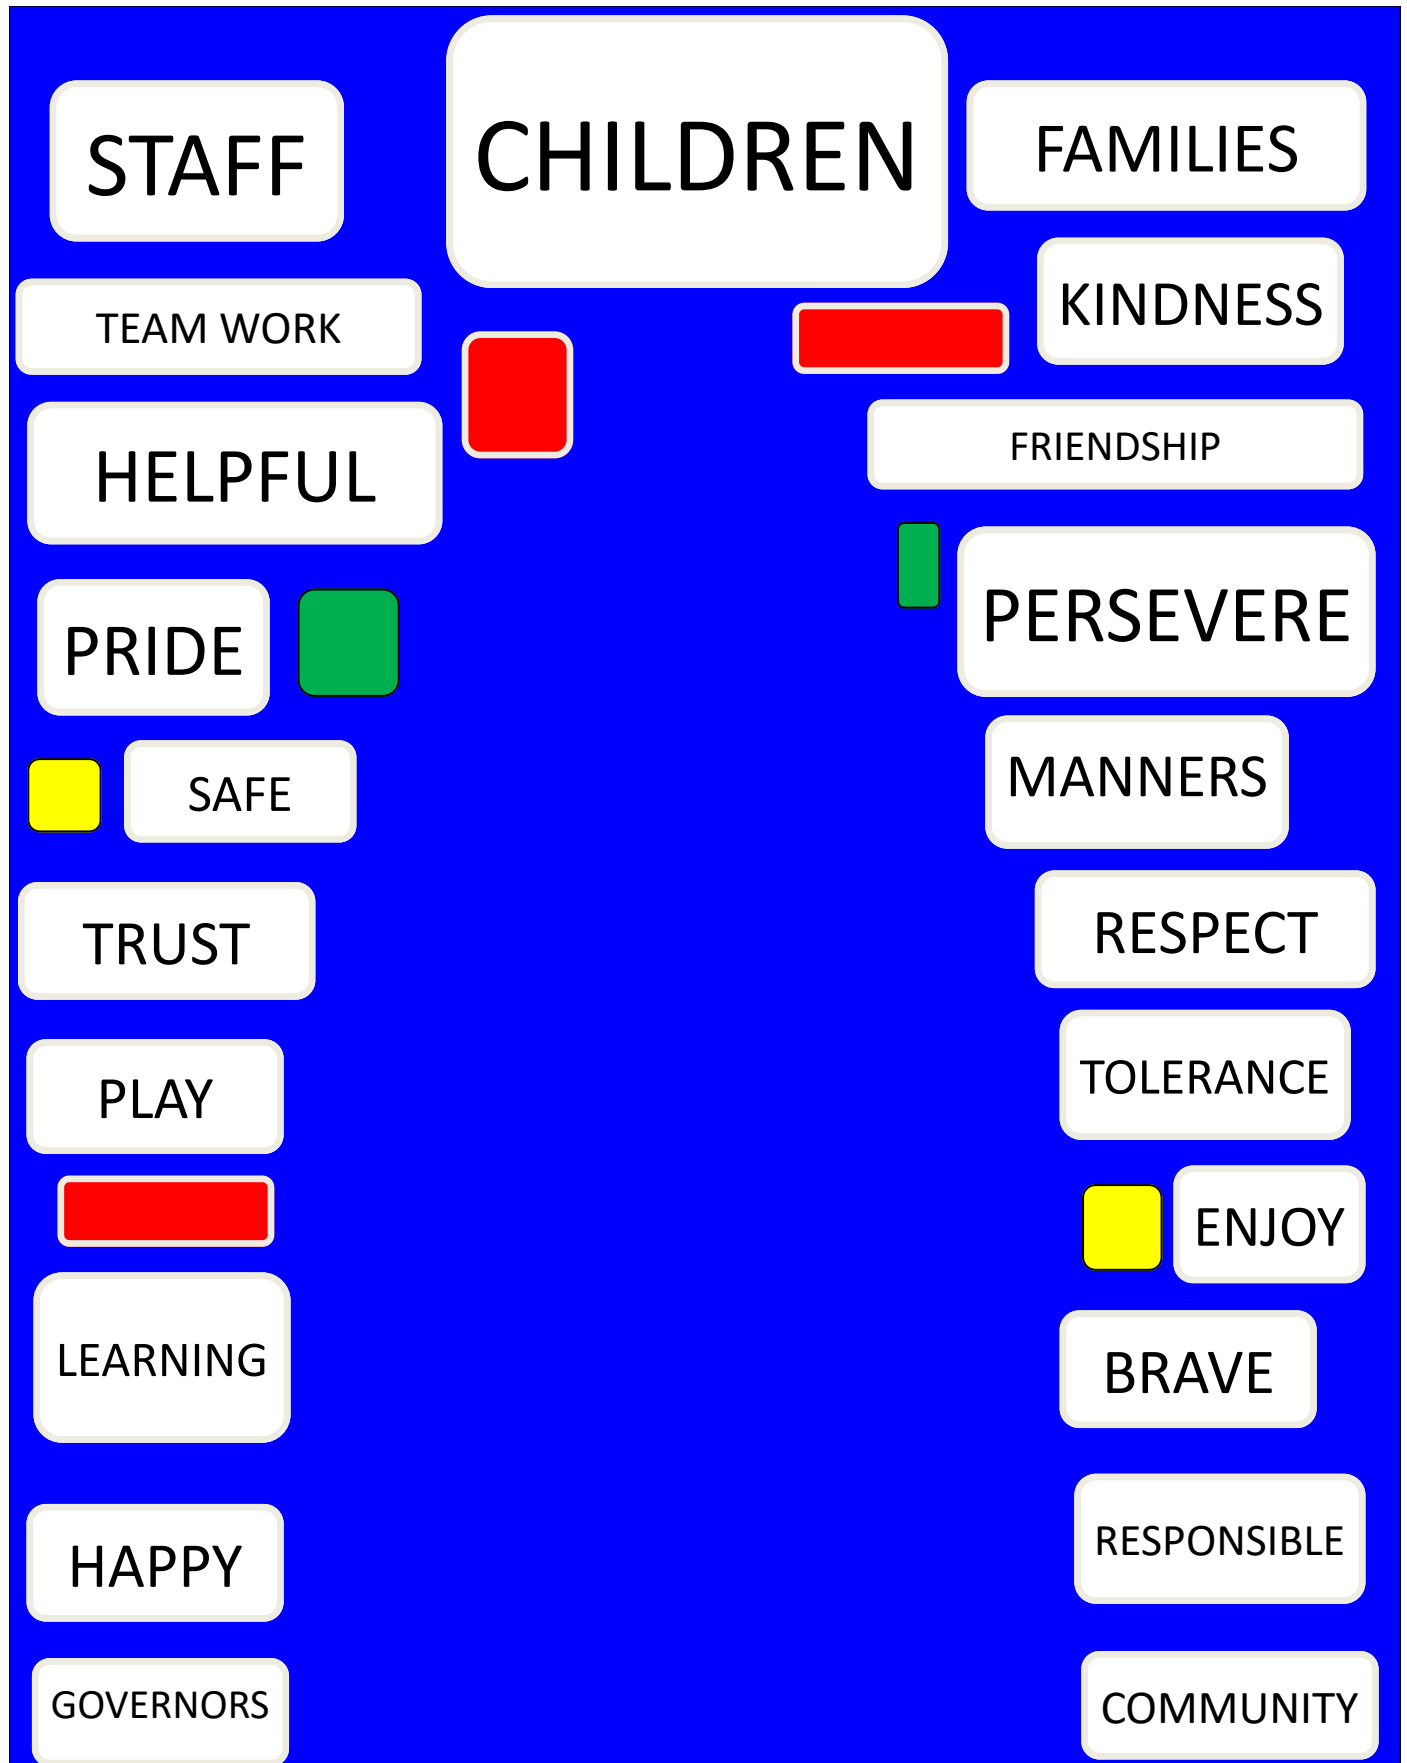 STAFF
CHILDREN
FAMILIES
TEAM WORK
KINDNESS
HELPFUL
FRIENDSHIP
PRIDE
PERSEVERE
SAFE
MANNERS
TRUST
RESPECT
PLAY
TOLERANCE
ENJOY
LEARNING
BRAVE
HAPPY
RESPONSIBLE
GOVERNORS
COMMUNITY